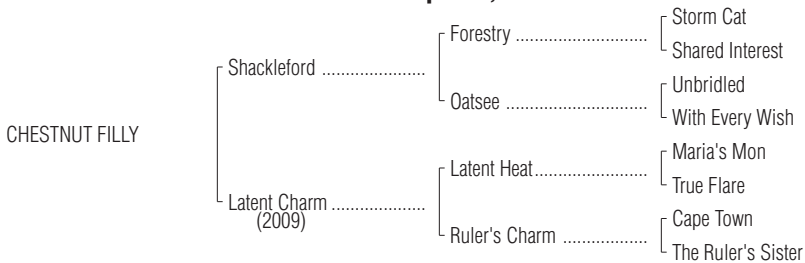 Storm Cat
Forestry ............................
Shared Interest
Shackleford ......................
Unbridled
Oatsee ..............................
With Every Wish
CHESTNUT FILLY
Maria's Mon
Latent Heat........................
True Flare
Latent Charm ....................
(2009)
Cape Town
Ruler's Charm ..................
The Ruler's Sister